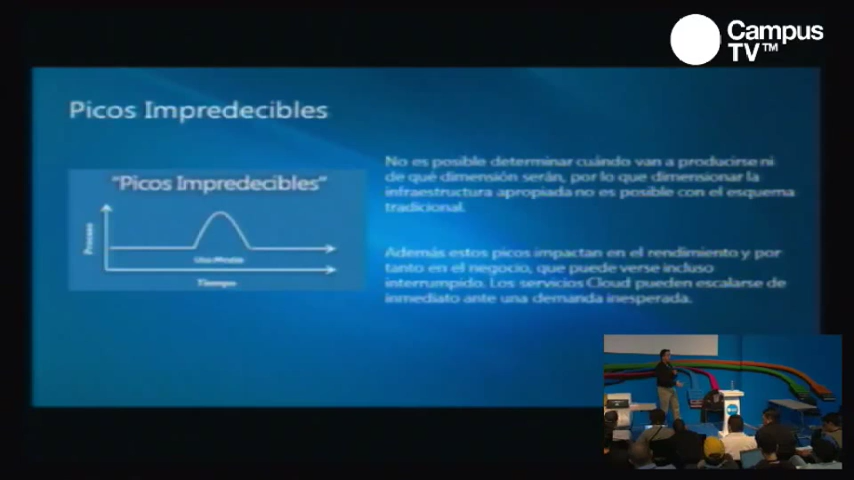 Campus
TV™
Picos Impredecibles
"Picos Impredecibles"
No es posible determinar cuándo van a producirse ni
de qué dimensión serán, por lo que dimensionar la
infraestructura apropiada no es posible con el esquema
tradicional.
Uso Medio
Tiempo
Además estos picos impactan en el rendimiento y por
tanto en el negocio, que puede verse incluso
interrumpido. Los servicios Cloud pueden escalarse de
inmediato ante una demanda inesperada.